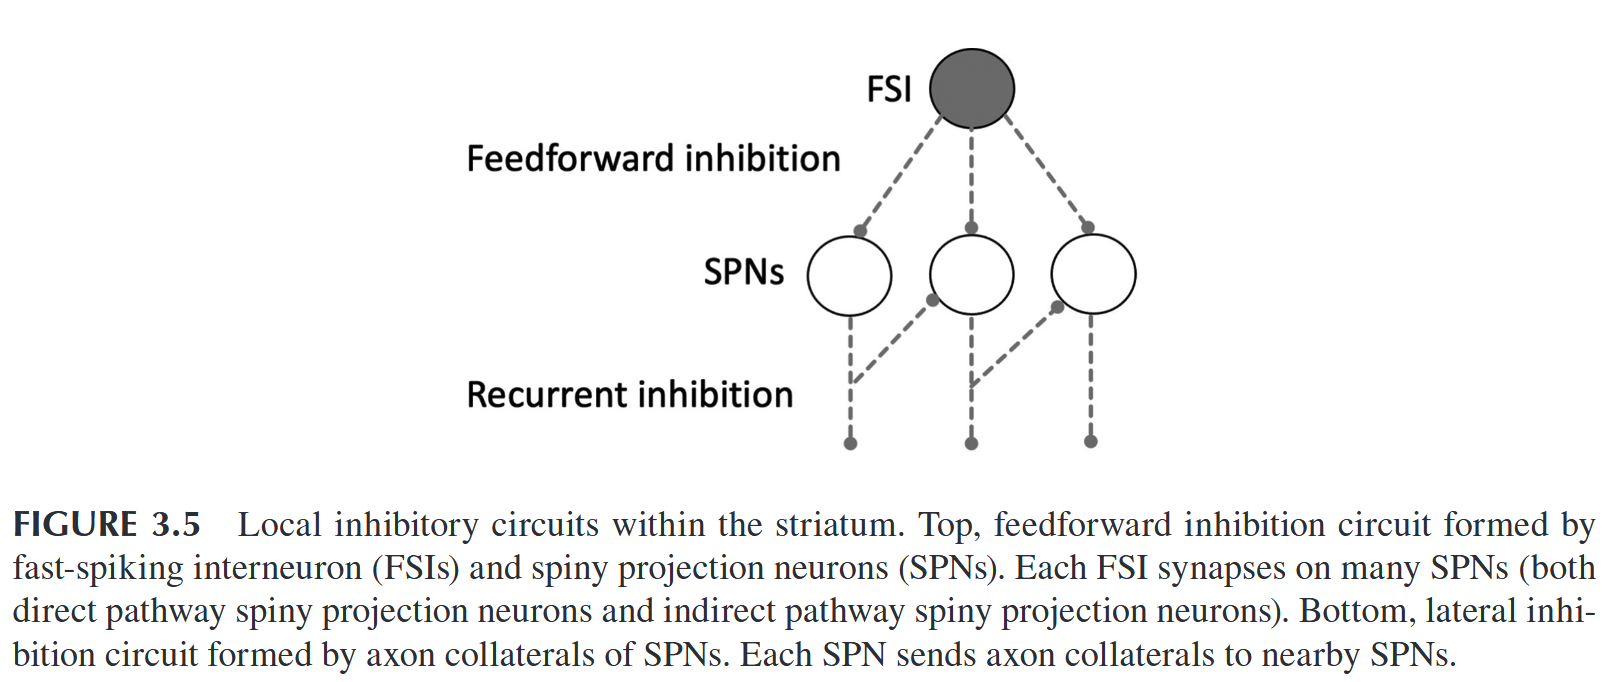 FSI
Feedforward inhibition
SPNs
Recurrent inhibition
FIGURE 3.5 Local inhibitory circuits within the striatum. Top, feedforward inhibition circuit formed by
fast-spiking interneuron (FSIs) and spiny projection neurons (SPNs). Each FSI synapses on many SPNs (both
direct pathway spiny projection neurons and indirect pathway spiny projection neurons). Bottom, lateral inhi-
bition circuit formed by axon collaterals of SPNs. Each SPN sends axon collaterals to nearby SPNs.